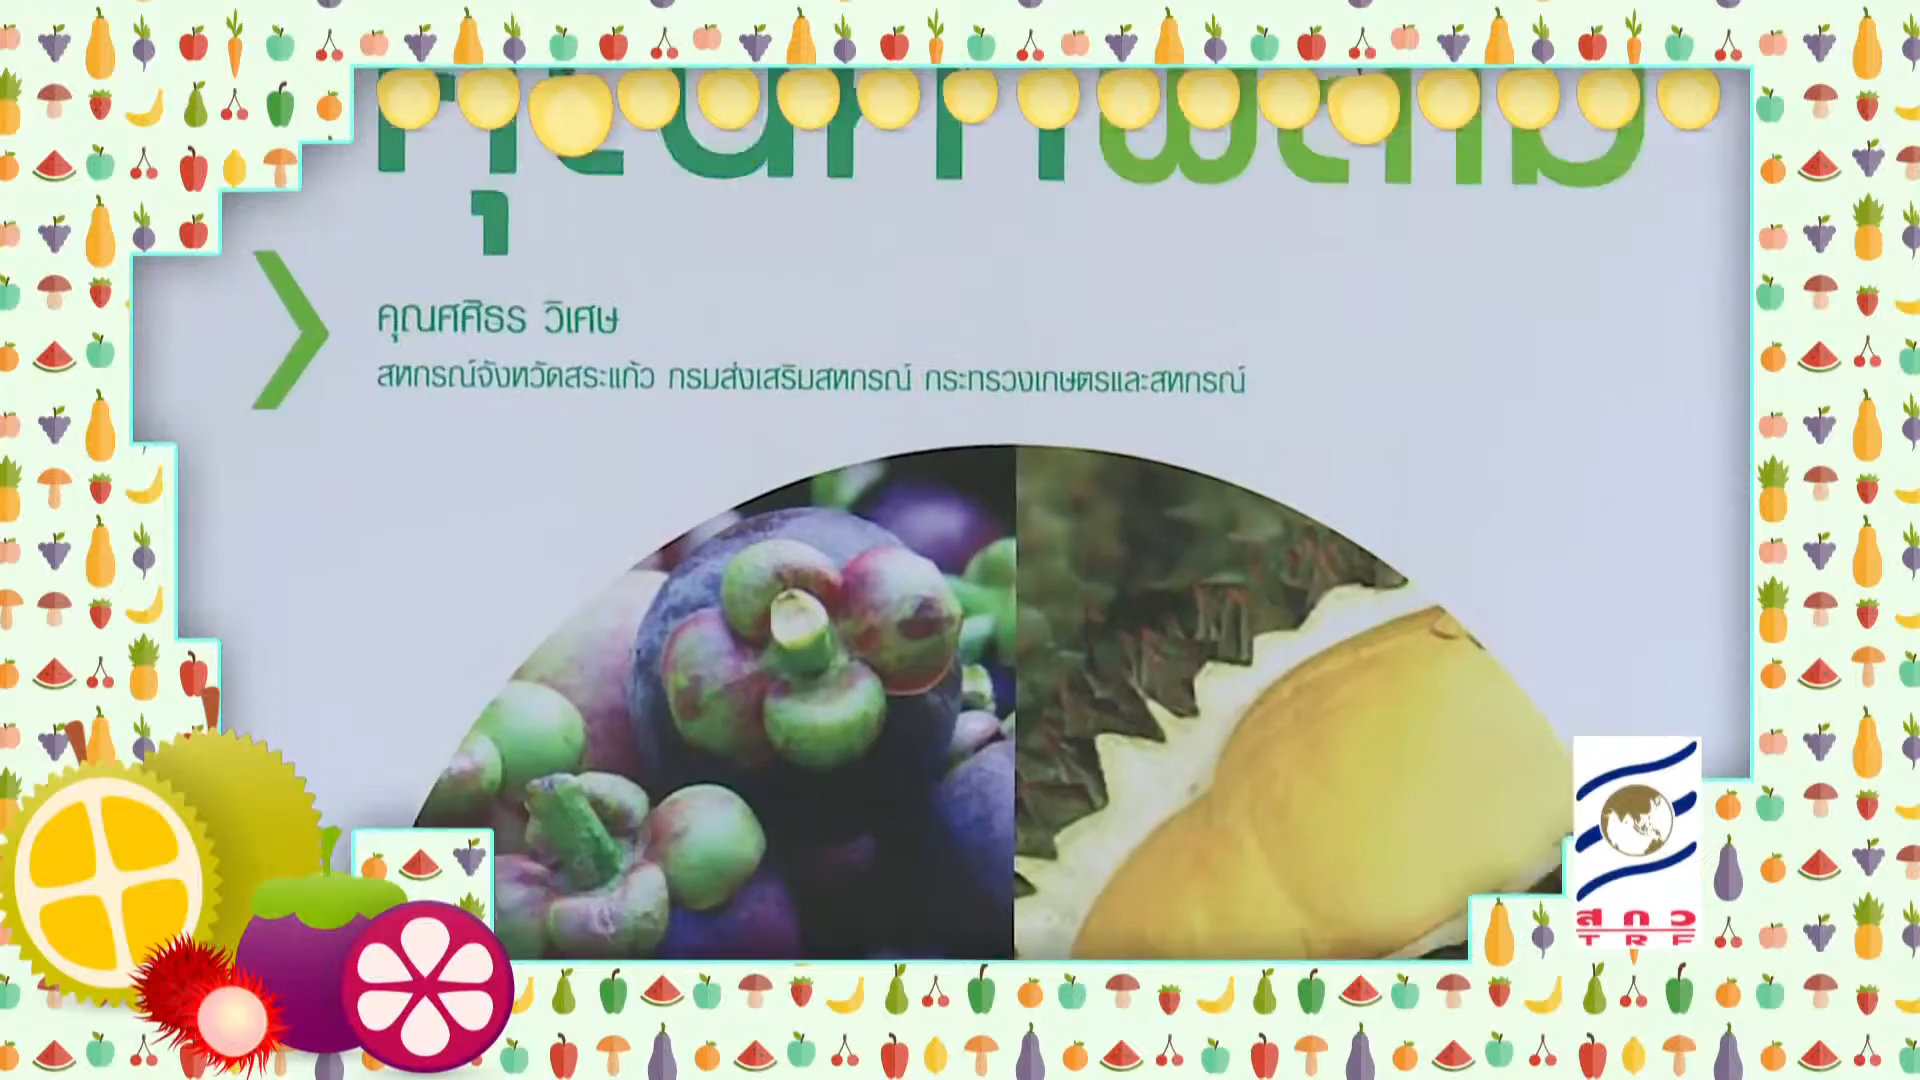 คุณศศิธร วิเศษ
สหกรณ์จังหวัดสระแก้ว กรมส่งเสริมสหกรณ์ กระทรวงเกษตรและสหกรณ์
สกว
TRF